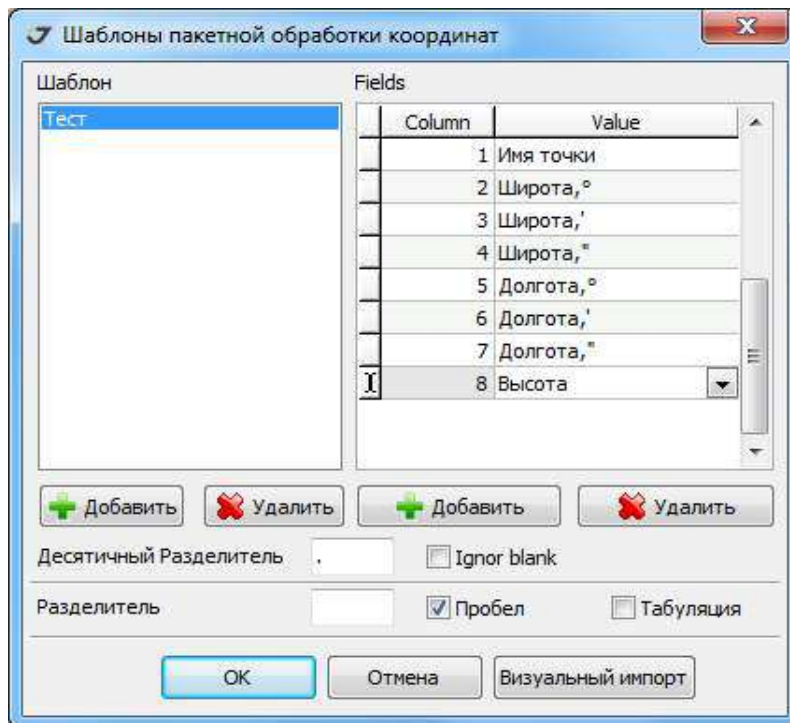 Шаблоны пакетной обработки координат
Шаблон
Fields
Тест
Column Value
1 Имя точки
2 Широта,°
3 Широта,'
4 Широта,"
5 Долгота,°
6 Долгота,'
7 Долгота,"
8 Высота
Добавить Удалить Добавить Удалить
Десятичный Разделитель . Ignor blank
Разделитель Пробел Табуляция
OK Отмена Визуальный импорт